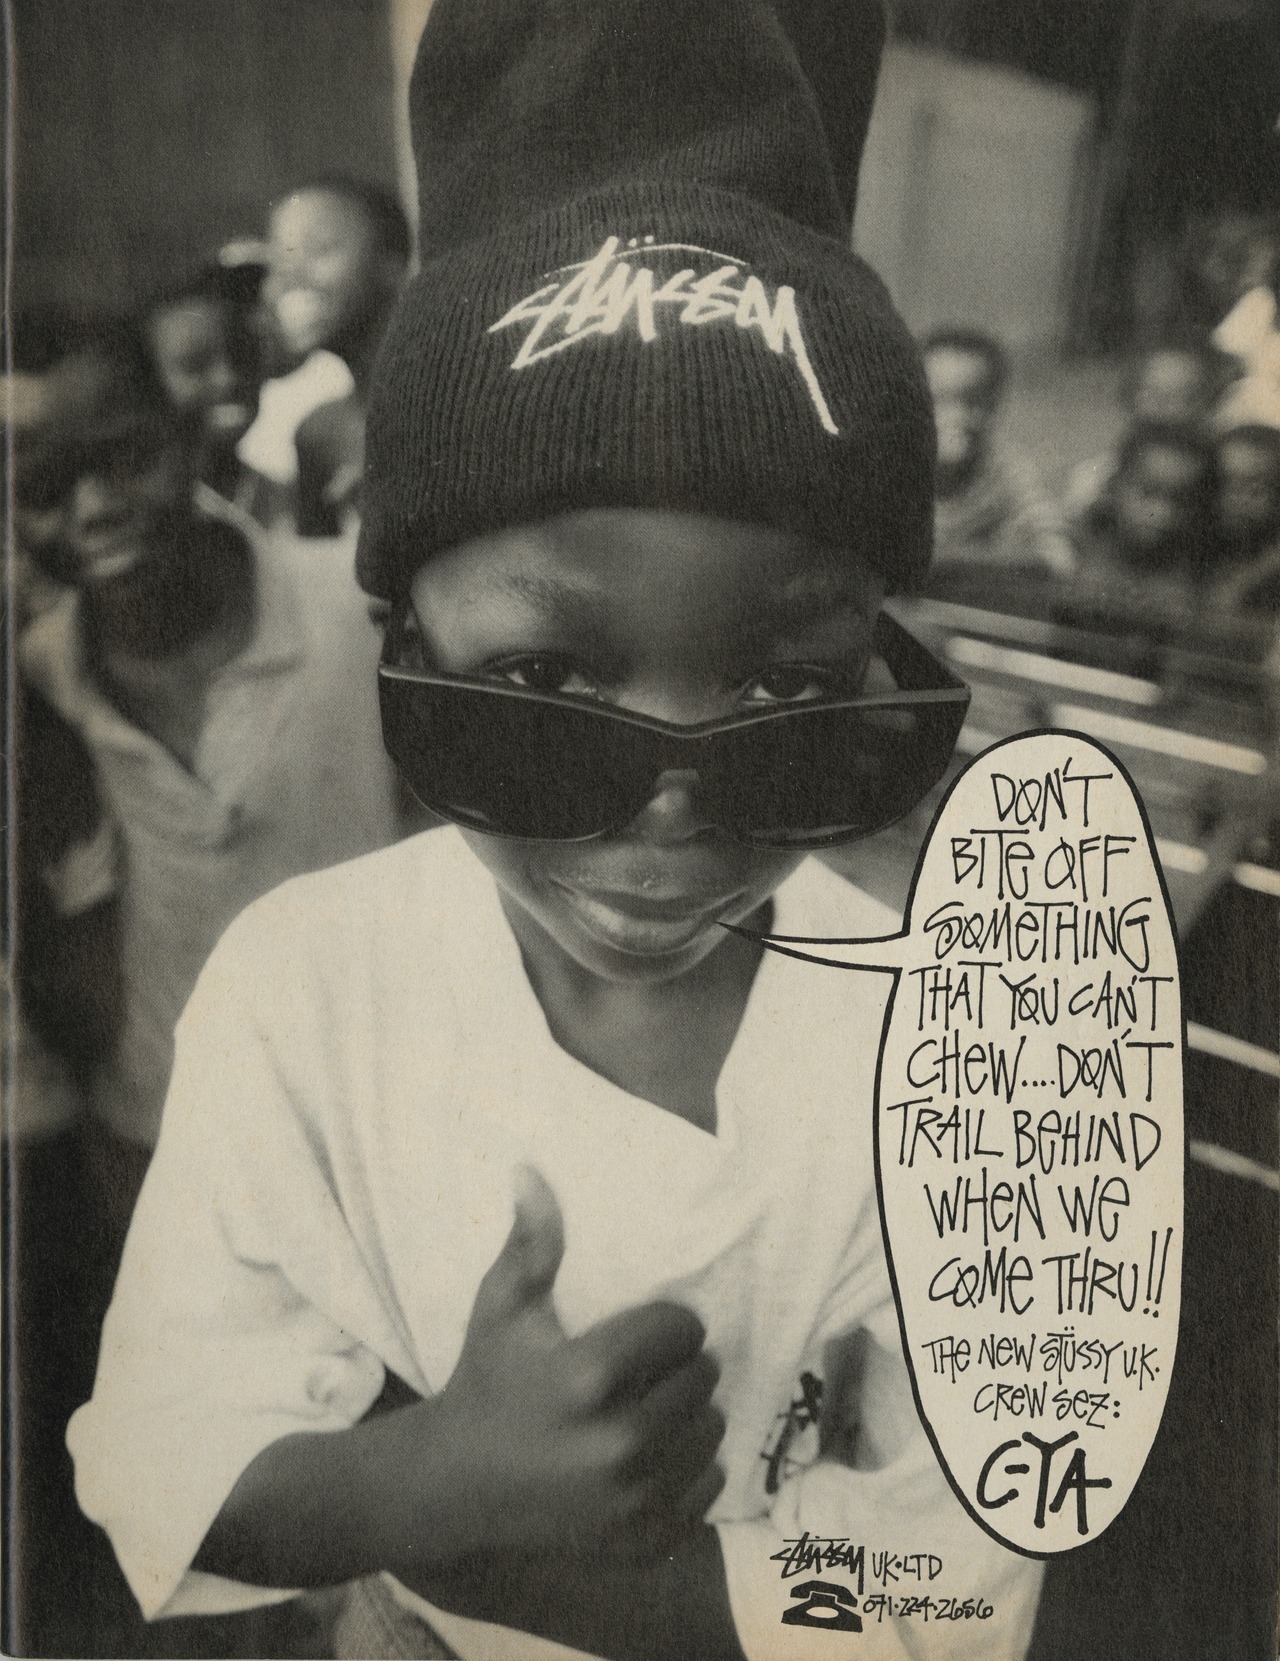 STÜSSY
DON'T
BITE OFF
SOMETHING
THAT YOU CAN'T
CHEW....DON'T
TRAIL BEHIND
WHEN WE
COME THRU!!
THE NEW STÜSSY U.K.
CREW SEZ:
C-YA
STÜSSY UK•LTD
071•224•2656